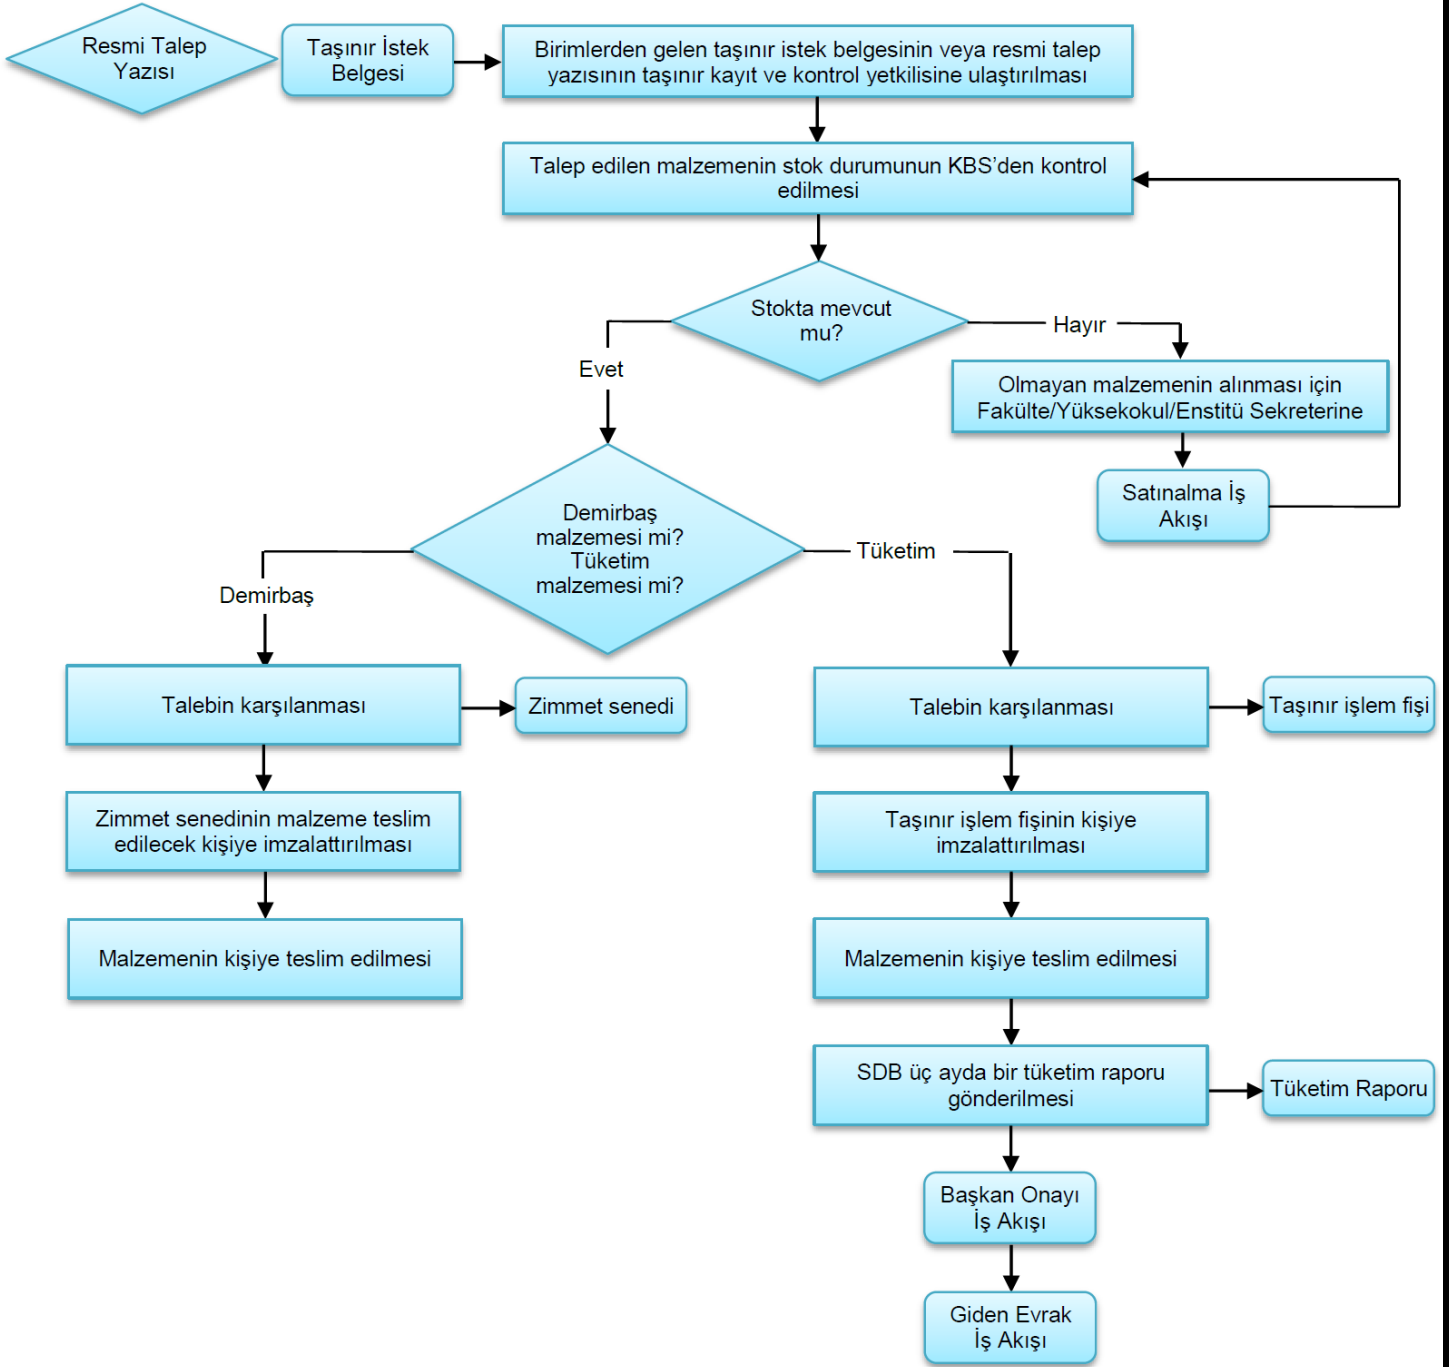 Resmi Talep
Yazısı
Taşınır İstek
Belgesi
Birimlerden gelen taşınır istek belgesinin veya resmi talep
yazısının taşınır kayıt ve kontrol yetkilisine ulaştırılması
Talep edilen malzemenin stok durumunun KBS’den kontrol
edilmesi
Stokta mevcut
mu?
Hayır
Evet
Olmayan malzemenin alınması için
Fakülte/Yüksekokul/Enstitü Sekreterine
Satınalma İş
Akışı
Demirbaş
malzemesi mi?
Tüketim
malzemesi mi?
Tüketim
Demirbaş
Talebin karşılanması
Zimmet senedi
Talebin karşılanması
Taşınır işlem fişi
Zimmet senedinin malzeme teslim
edilecek kişiye imzalattırılması
Taşınır işlem fişinin kişiye
imzalattırılması
Malzemenin kişiye teslim edilmesi
Malzemenin kişiye teslim edilmesi
SDB üç ayda bir tüketim raporu
gönderilmesi
Tüketim Raporu
Başkan Onayı
İş Akışı
Giden Evrak
İş Akışı